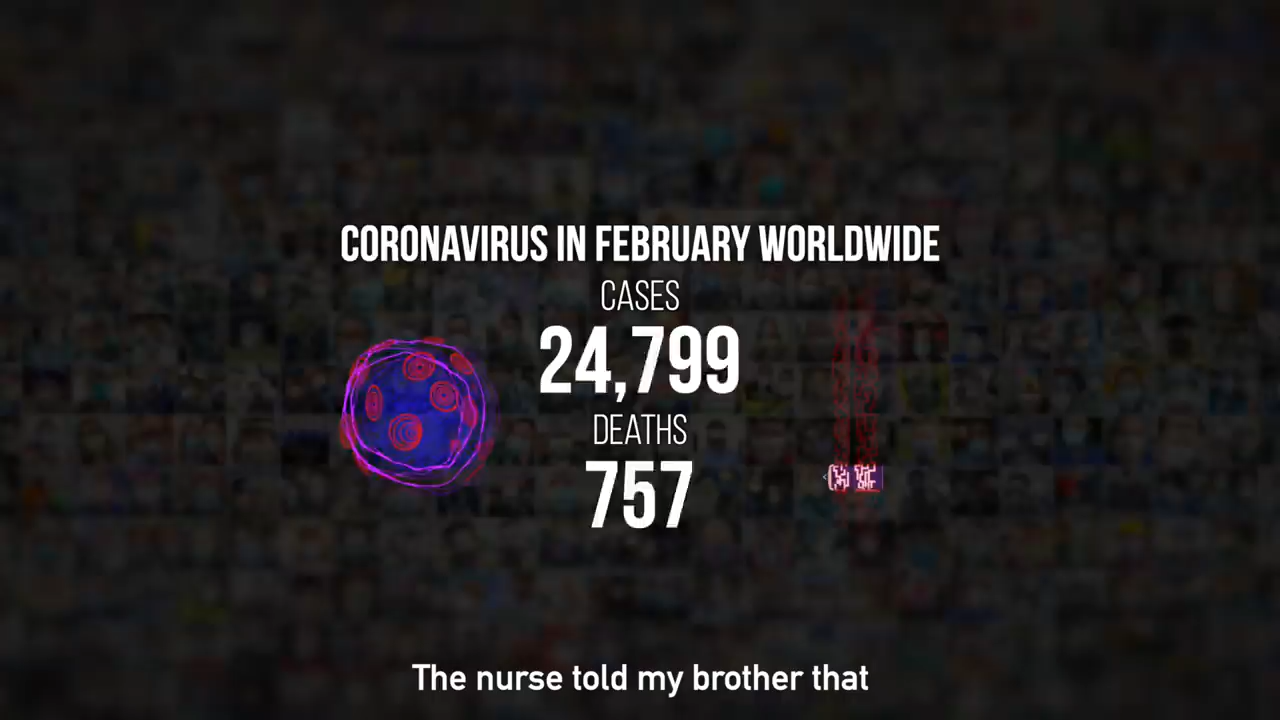 CORONAVIRUS IN FEBRUARY WORLDWIDE
CASES
24,799
DEATHS
757
The nurse told my brother that